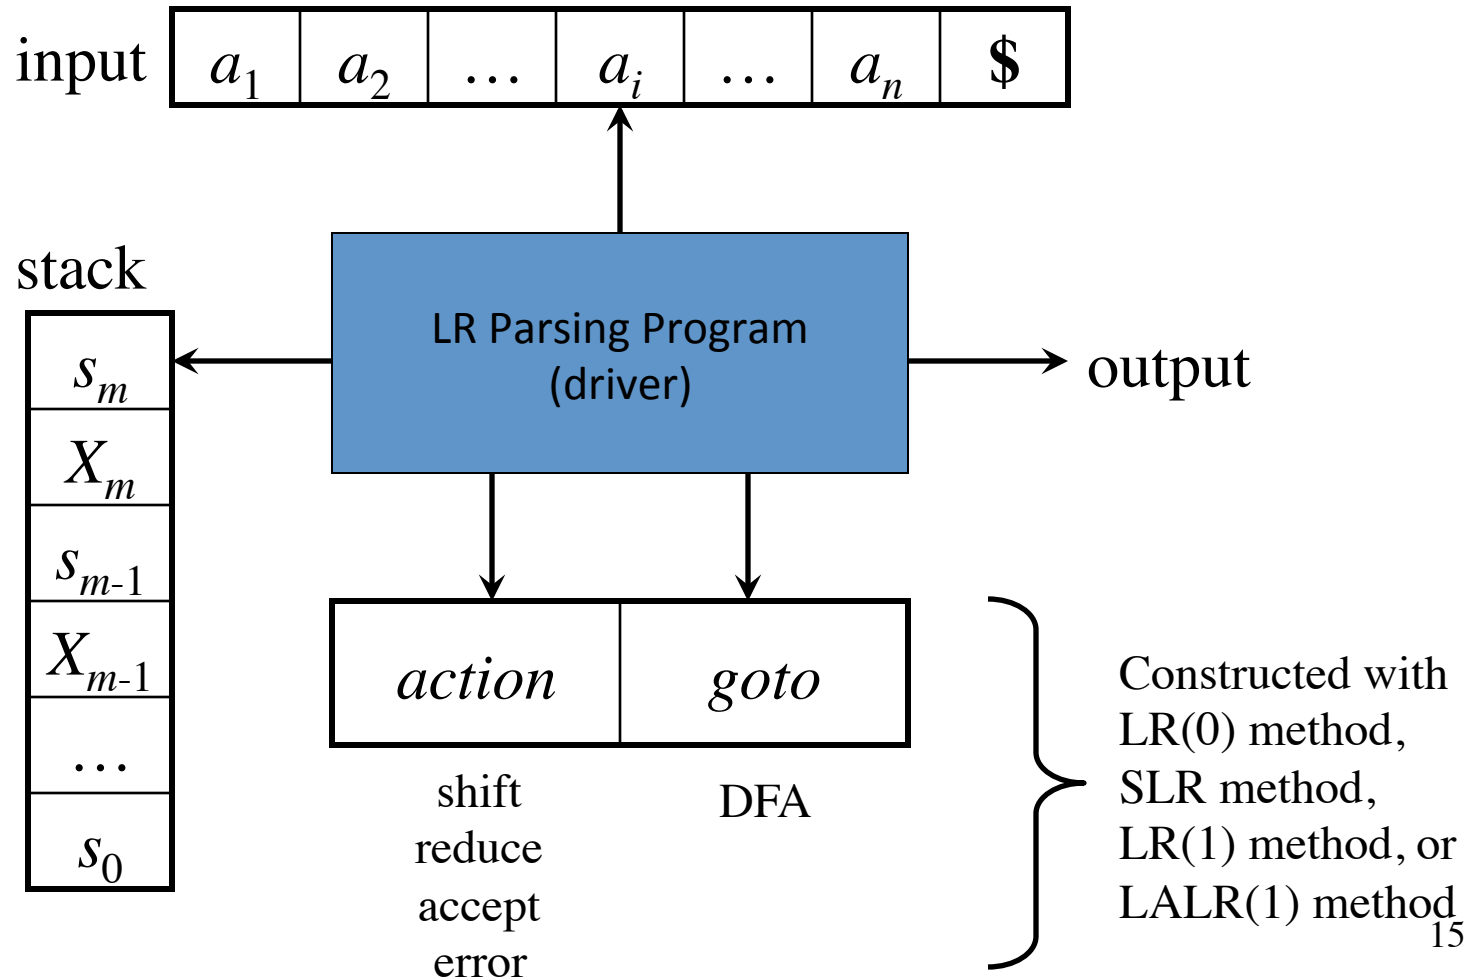 input a₁ a₂ … aᵢ … aₙ $
stack
LR Parsing Program
(driver)
output
sₘ
Xₘ
sₘ₋₁
Xₘ₋₁
…
s₀
action goto
shift
reduce
accept
error
DFA
Constructed with
LR(0) method,
SLR method,
LR(1) method, or
LALR(1) method
15